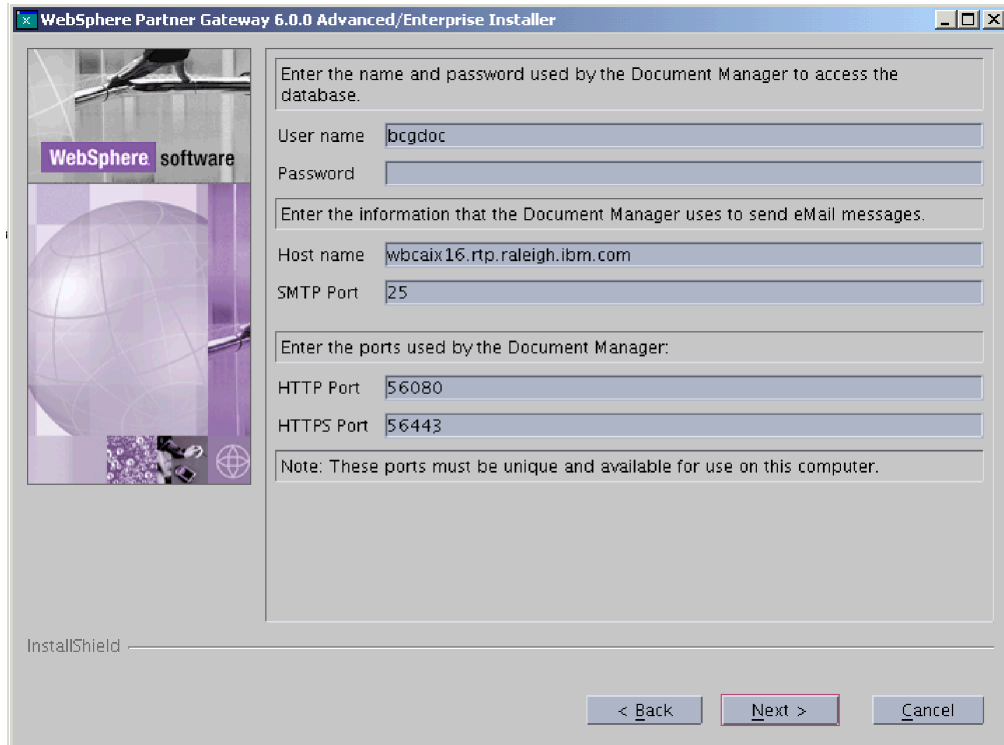 WebSphere Partner Gateway 6.0.0 Advanced/Enterprise Installer
WebSphere software
Enter the name and password used by the Document Manager to access the
database.
User name bcgdoc
Password
Enter the information that the Document Manager uses to send eMail messages.
Host name wbcaix16.rtp.raleigh.ibm.com
SMTP Port 25
Enter the ports used by the Document Manager:
HTTP Port 56080
HTTPS Port 56443
Note: These ports must be unique and available for use on this computer.
InstallShield
< Back Next > Cancel